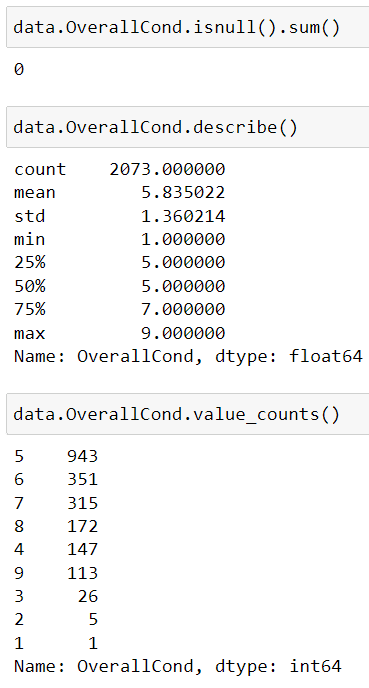 data.OverallCond.isnull().sum()
0
data.OverallCond.describe()
count    2073.000000
mean        5.835022
std         1.360214
min         1.000000
25%         5.000000
50%         5.000000
75%         7.000000
max         9.000000
Name: OverallCond, dtype: float64
data.OverallCond.value_counts()
5    943
6    351
7    315
8    172
4    147
9    113
3     26
2      5
1      1
Name: OverallCond, dtype: int64